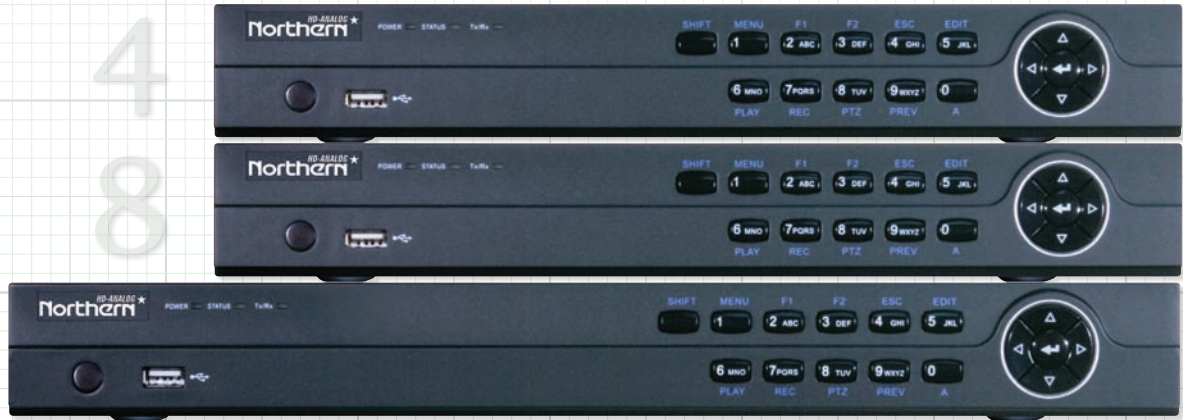 4
HD-ANALOG
Northern
POWER STATUS Tx/Rx
SHIFT MENU F1 F2 ESC EDIT
1 2 ABC 3 DEF 4 GHI 5 JKL
6 MNO 7PQRS 8 TUV 9WXYZ 0
PLAY REC PTZ PREV A
8
HD-ANALOG
Northern
POWER STATUS Tx/Rx
SHIFT MENU F1 F2 ESC EDIT
1 2 ABC 3 DEF 4 GHI 5 JKL
6 MNO 7PQRS 8 TUV 9WXYZ 0
PLAY REC PTZ PREV A
HD-ANALOG
Northern
POWER STATUS Tx/Rx
SHIFT MENU F1 F2 ESC EDIT
1 2 ABC 3 DEF 4 GHI 5 JKL
6 MNO 7PQRS 8 TUV 9WXYZ 0
PLAY REC PTZ PREV A